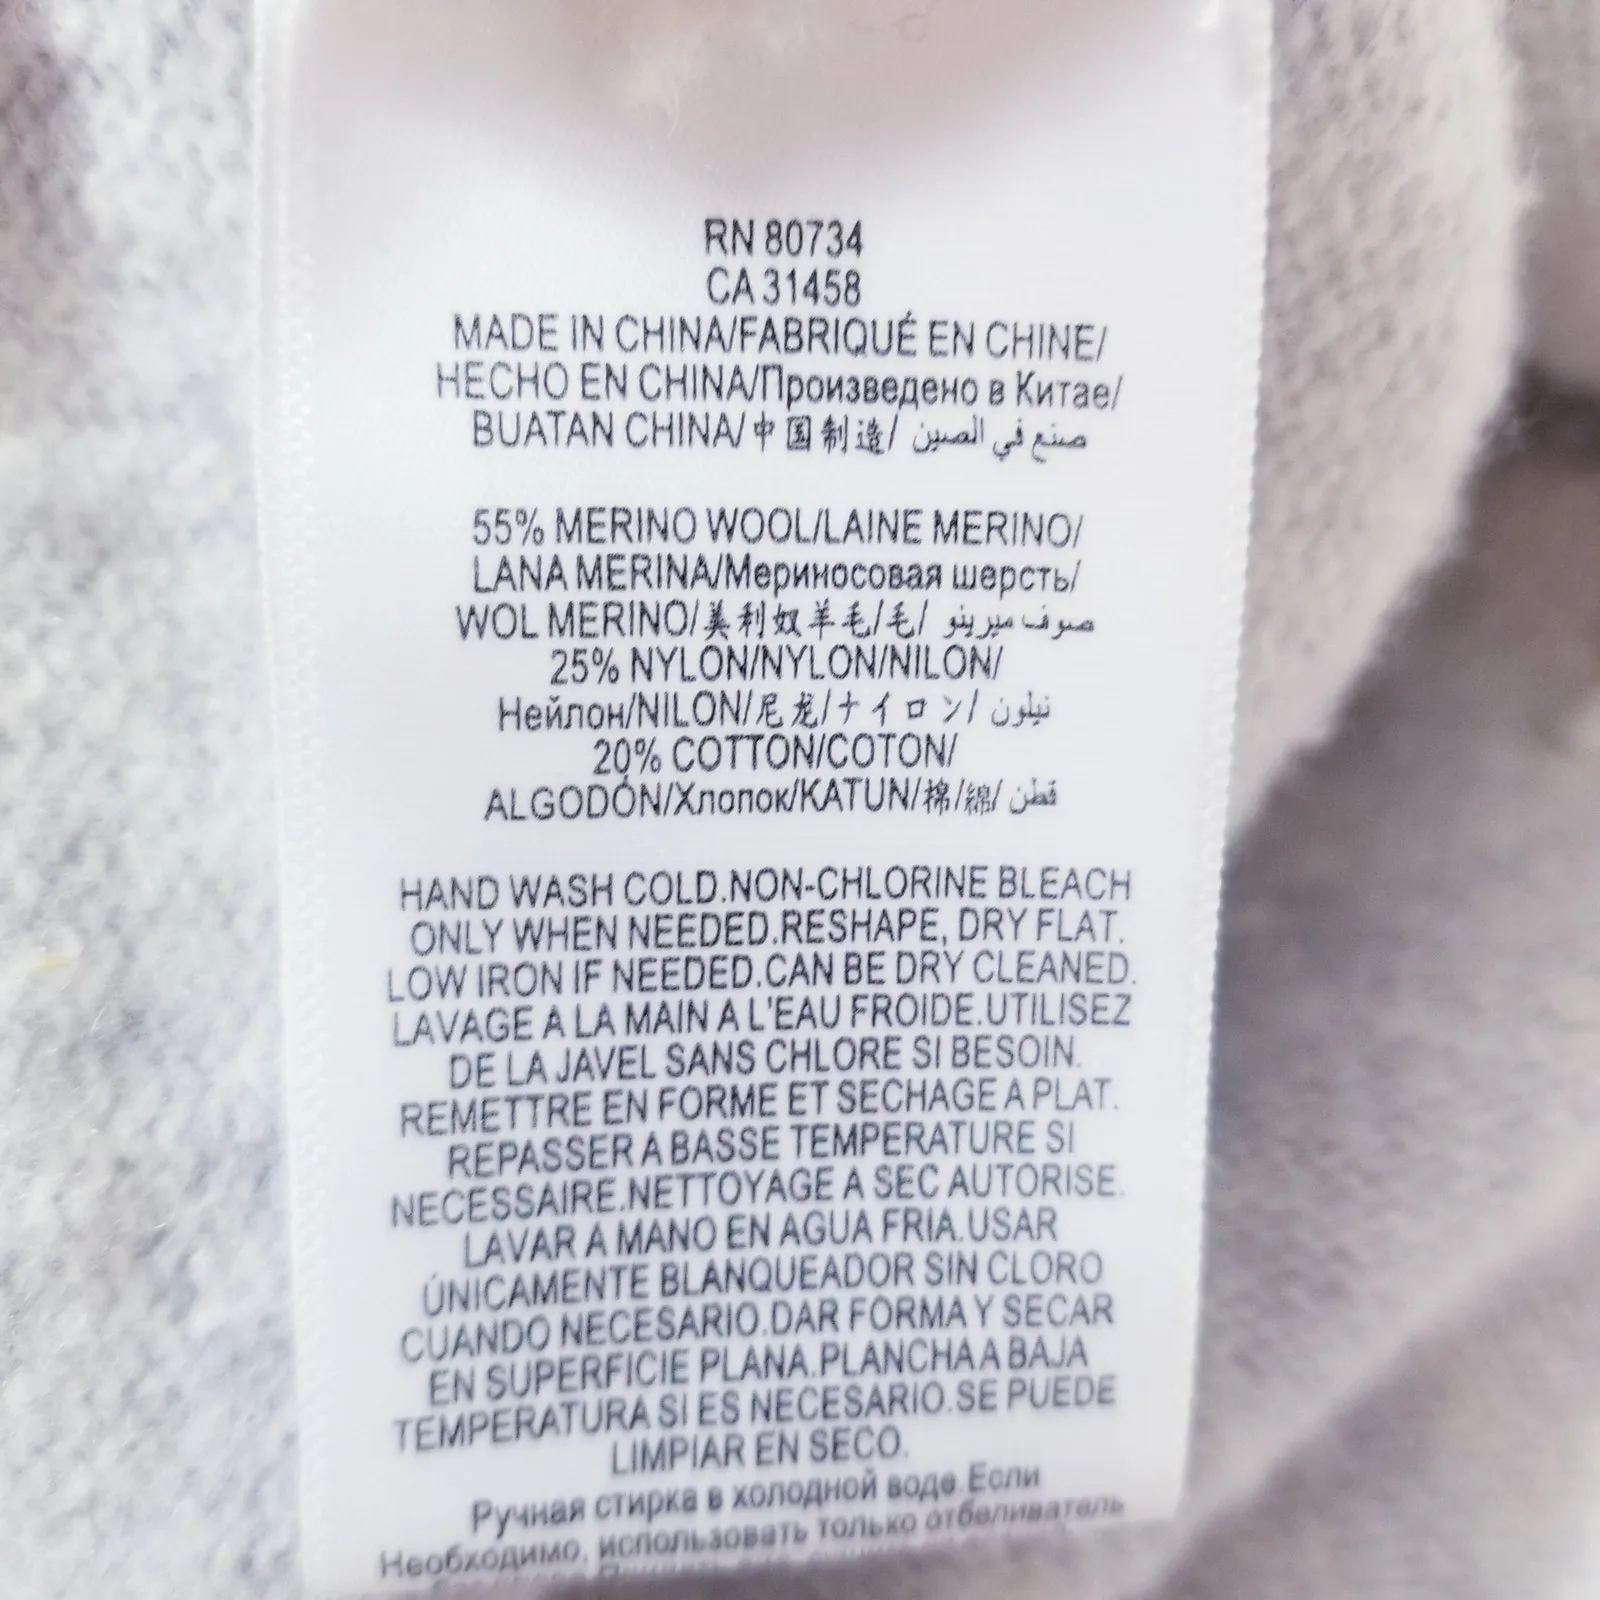 RN 80734
CA 31458
MADE IN CHINA/FABRIQUÉ EN CHINE/
HECHO EN CHINA/Произведено в Китае/
BUATAN CHINA/中国制造/ صنع في الصين
55% MERINO WOOL/LAINE MERINO/
LANA MERINA/Мериносовая шерсть/
WOL MERINO/美利奴羊毛/毛/ صوف ميرينو
25% NYLON/NYLON/NILON/
Нейлон/NILON/尼龙/ナイロン/ نيلون
20% COTTON/COTON/
ALGODÓN/Хлопок/KATUN/棉/綿/ قطن
HAND WASH COLD.NON-CHLORINE BLEACH
ONLY WHEN NEEDED.RESHAPE, DRY FLAT.
LOW IRON IF NEEDED.CAN BE DRY CLEANED.
LAVAGE A LA MAIN A L'EAU FROIDE.UTILISEZ
DE LA JAVEL SANS CHLORE SI BESOIN.
REMETTRE EN FORME ET SECHAGE A PLAT.
REPASSER A BASSE TEMPERATURE SI
NECESSAIRE.NETTOYAGE A SEC AUTORISE.
LAVAR A MANO EN AGUA FRIA.USAR
ÚNICAMENTE BLANQUEADOR SIN CLORO
CUANDO NECESARIO.DAR FORMA Y SECAR
EN SUPERFICIE PLANA.PLANCHA A BAJA
TEMPERATURA SI ES NECESARIO.SE PUEDE
LIMPIAR EN SECO.
Ручная стирка в холодной воде.Если
Необходимо, использовать только отбеливатель